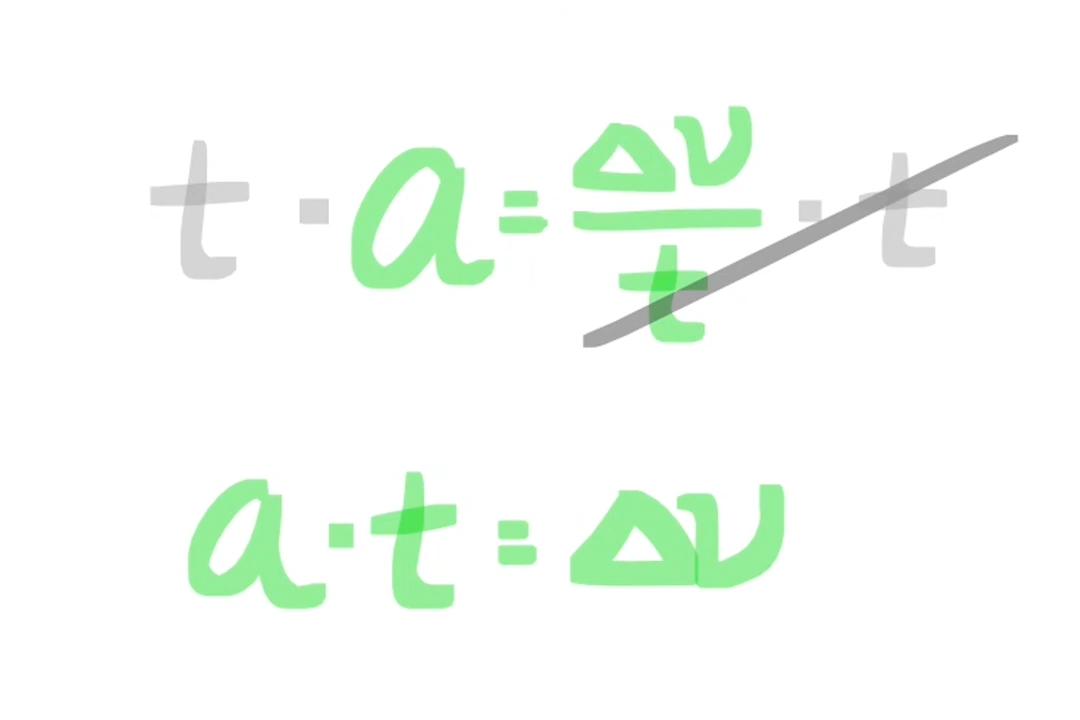 t · a = Δv/t · t
a · t = Δv